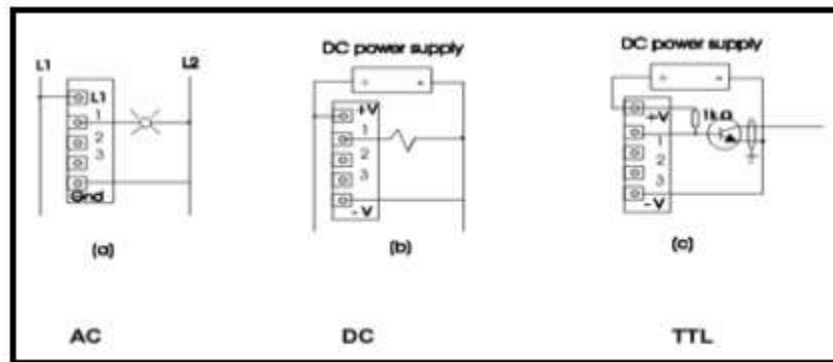 DC power supply
DC power supply
L1
L2
L1
1
2
3
Gnd
(a)
+ -
+V
1
2
3
-V
(b)
+ -
+V
1kΩ
1
2
3
-V
(c)
AC
DC
TTL